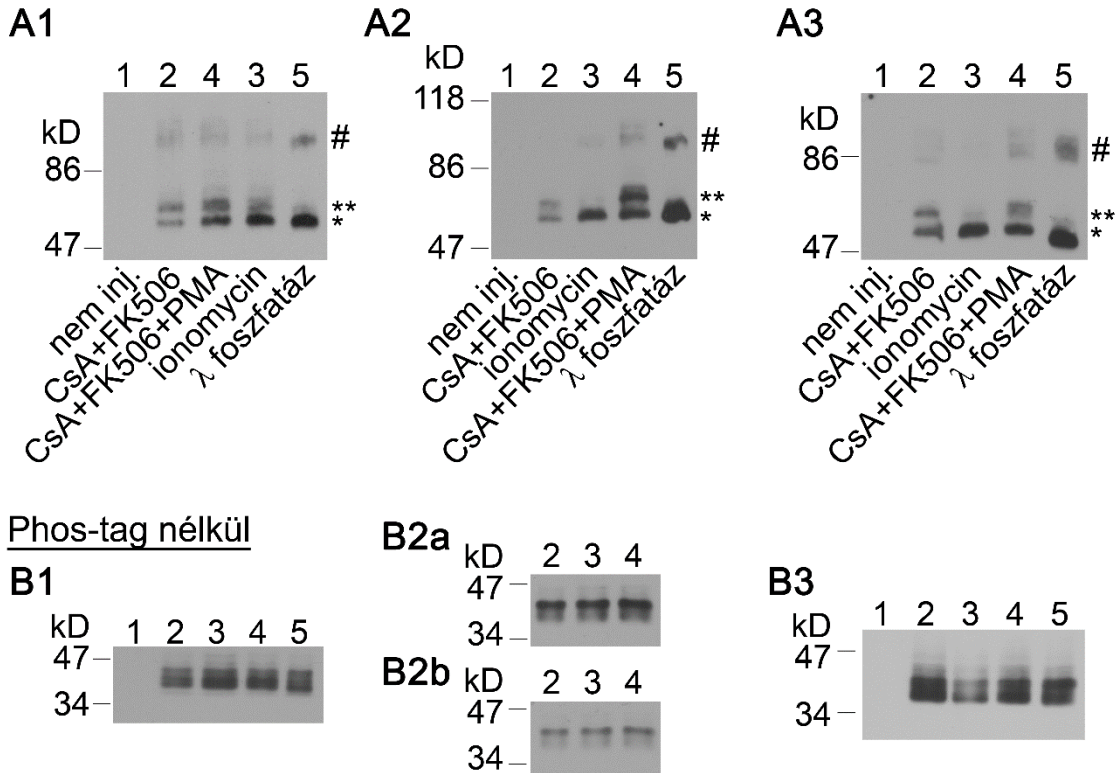 A1
1 2 4 3 5
kD
86
47
#
**
*
nem inj.
CsA+FK506
CsA+FK506+PMA
ionomycin
λ foszfatáz
A2
kD
1 2 3 4 5
118
86
47
#
**
*
nem inj.
CsA+FK506
ionomycin
CsA+FK506+PMA
λ foszfatáz
A3
1 2 3 4 5
kD
86
47
#
**
*
nem inj.
CsA+FK506
ionomycin
CsA+FK506+PMA
λ foszfatáz
Phos-tag nélkül
B1
kD 1 2 3 4 5
47
34
B2a
kD 2 3 4
47
34
B2b
kD 2 3 4
47
34
B3
kD 1 2 3 4 5
47
34